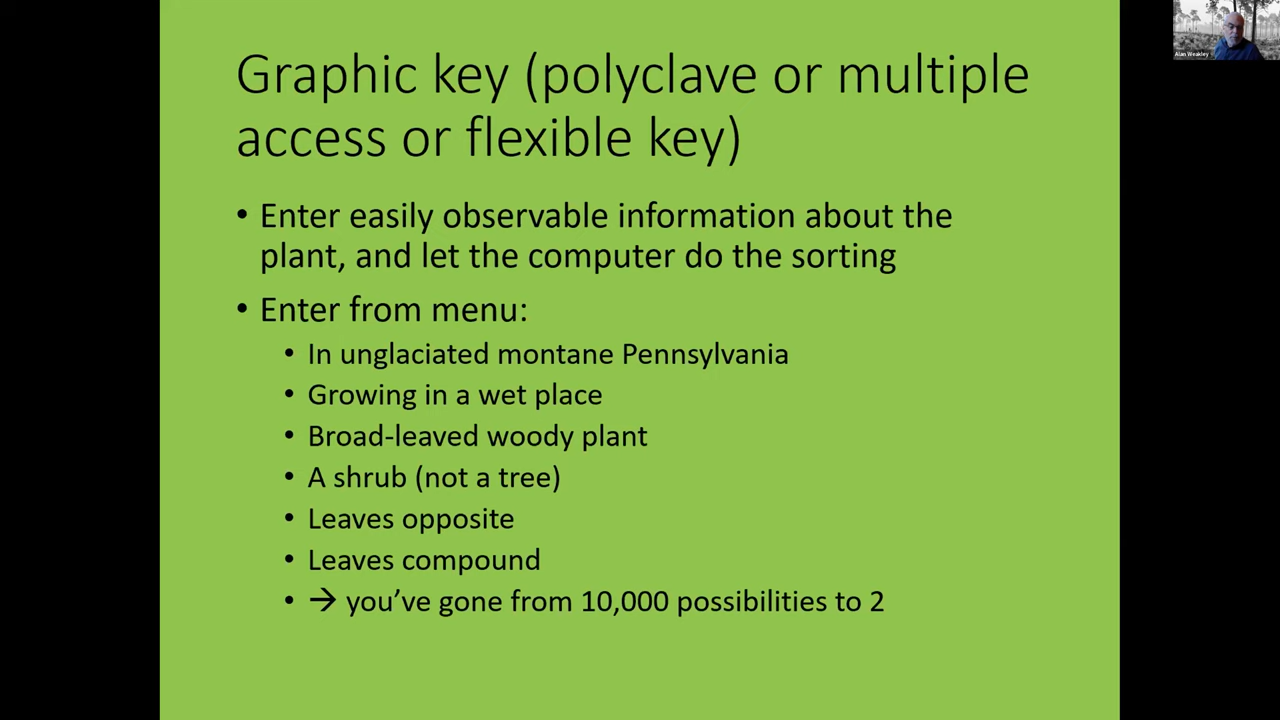 Graphic key (polyclave or multiple
access or flexible key)
• Enter easily observable information about the
plant, and let the computer do the sorting
• Enter from menu:
• In unglaciated montane Pennsylvania
• Growing in a wet place
• Broad-leaved woody plant
• A shrub (not a tree)
• Leaves opposite
• Leaves compound
• → you’ve gone from 10,000 possibilities to 2
Alan Weakley